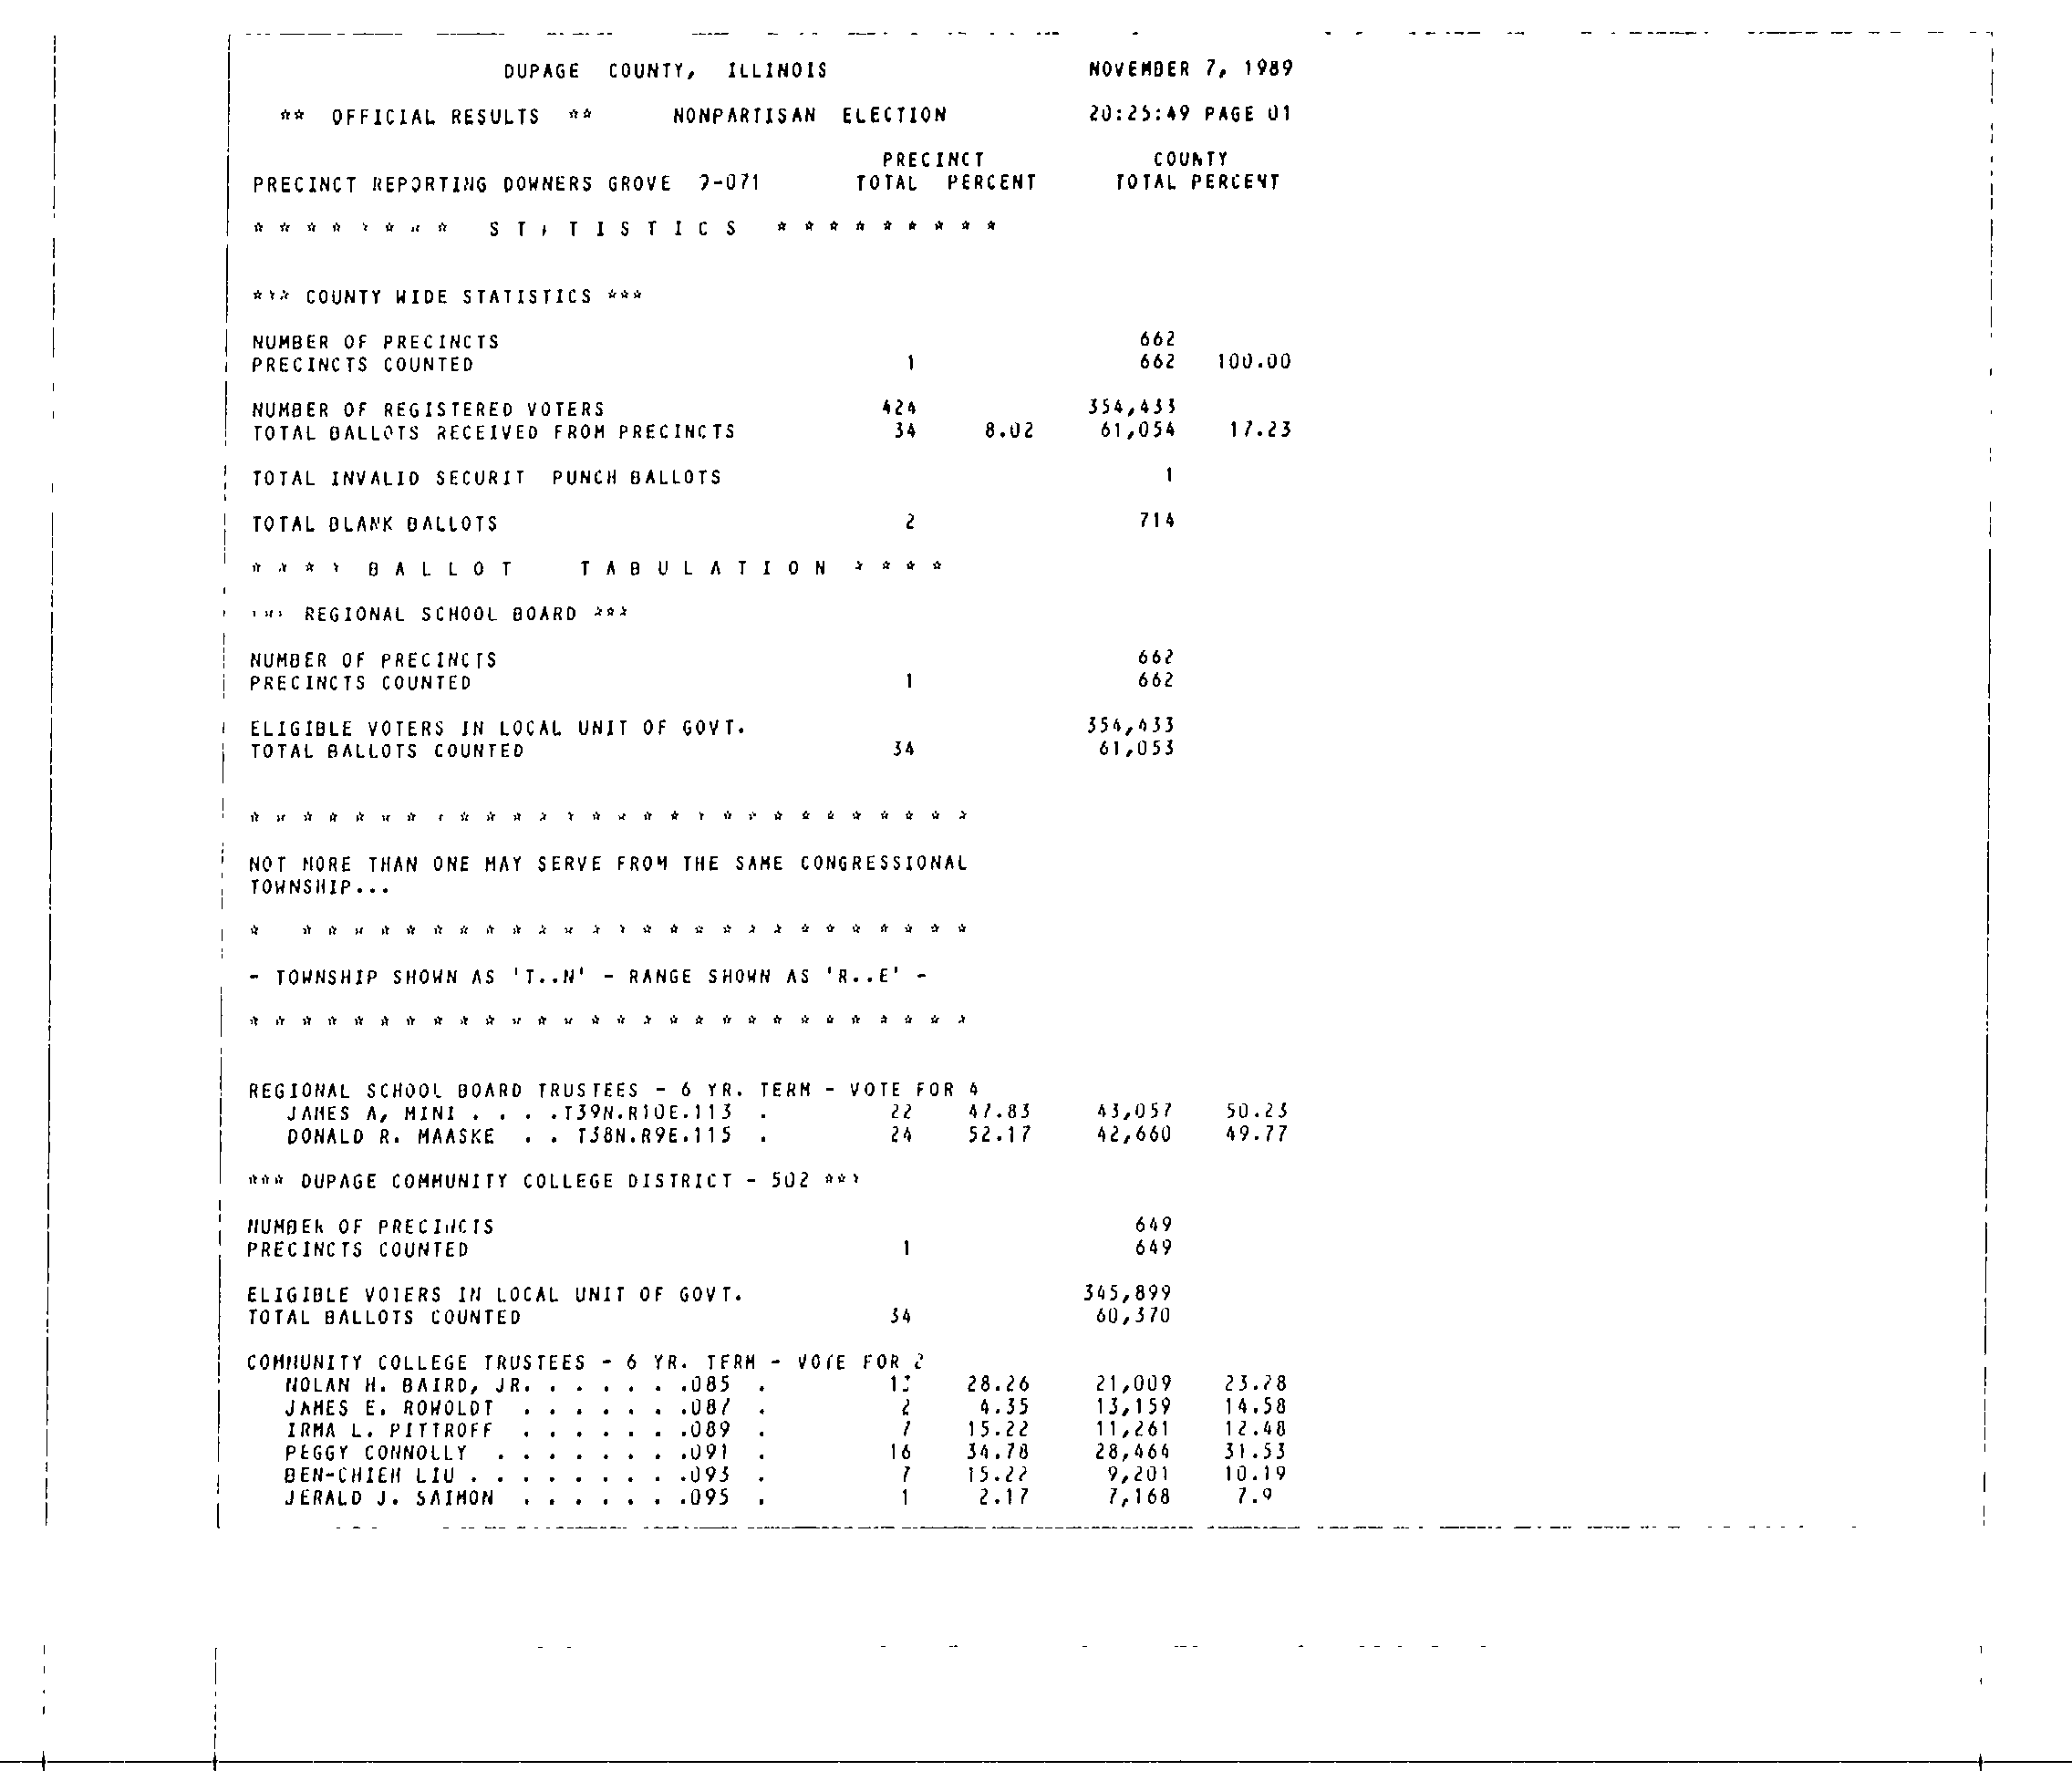 DUPAGE COUNTY, ILLINOIS NOVEMBER 7, 1989
** OFFICIAL RESULTS ** NONPARTISAN ELECTION 20:25:49 PAGE 01
PRECINCT COUNTY
PRECINCT REPORTING DOWNERS GROVE -071 TOTAL PERCENT TOTAL PERCENT
* * * * * * * * S T A T I S T I C S * * * * * * * * *
*** COUNTY WIDE STATISTICS ***
NUMBER OF PRECINCTS 662
PRECINCTS COUNTED 1 662 100.00
NUMBER OF REGISTERED VOTERS 424 354,433
TOTAL BALLOTS RECEIVED FROM PRECINCTS 34 8.02 61,054 17.23
TOTAL INVALID SECURIT PUNCH BALLOTS 1
TOTAL BLANK BALLOTS 2 714
* * * * B A L L O T T A B U L A T I O N * * * *
*** REGIONAL SCHOOL BOARD ***
NUMBER OF PRECINCTS 662
PRECINCTS COUNTED 1 662
ELIGIBLE VOTERS IN LOCAL UNIT OF GOVT. 354,433
TOTAL BALLOTS COUNTED 34 61,053
* * * * * * * * * * * * * * * * * * * * * * * * * * * *
NOT MORE THAN ONE MAY SERVE FROM THE SAME CONGRESSIONAL
TOWNSHIP...
* * * * * * * * * * * * * * * * * * * * * * * * * * *
- TOWNSHIP SHOWN AS 'T..N' - RANGE SHOWN AS 'R..E' -
* * * * * * * * * * * * * * * * * * * * * * * * * * * *
REGIONAL SCHOOL BOARD TRUSTEES - 6 YR. TERM - VOTE FOR 4
JAMES A, MINI . . . .T39N.R10E.113 . 22 47.83 43,057 50.23
DONALD R. MAASKE . . T38N.R9E.115 . 24 52.17 42,660 49.77
*** DUPAGE COMMUNITY COLLEGE DISTRICT - 502 ***
NUMBER OF PRECINCTS 649
PRECINCTS COUNTED 1 649
ELIGIBLE VOTERS IN LOCAL UNIT OF GOVT. 345,899
TOTAL BALLOTS COUNTED 34 60,370
COMMUNITY COLLEGE TRUSTEES - 6 YR. TERM - VOTE FOR 2
NOLAN H. BAIRD, JR. . . . . . .085 . 13 28.26 21,009 23.28
JAMES E. ROWOLDT . . . . . . .087 . 2 4.35 13,159 14.58
IRMA L. PITTROFF . . . . . . .089 . 7 15.22 11,261 12.48
PEGGY CONNOLLY . . . . . . . .091 . 16 34.78 28,464 31.53
BEN-CHIEH LIU . . . . . . . . .093 . 7 15.22 9,201 10.19
JERALD J. SAIMON . . . . . . .095 . 1 2.17 7,168 7.9